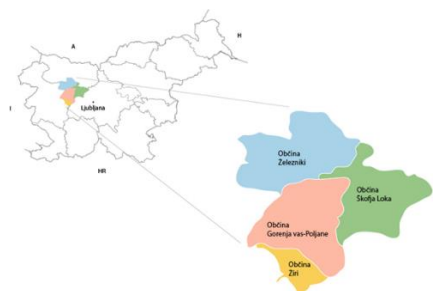 A
H
I
Ljubljana
HR
Občina
Železniki
Občina
Škofja Loka
Občina
Gorenja vas-Poljane
Občina
Žiri